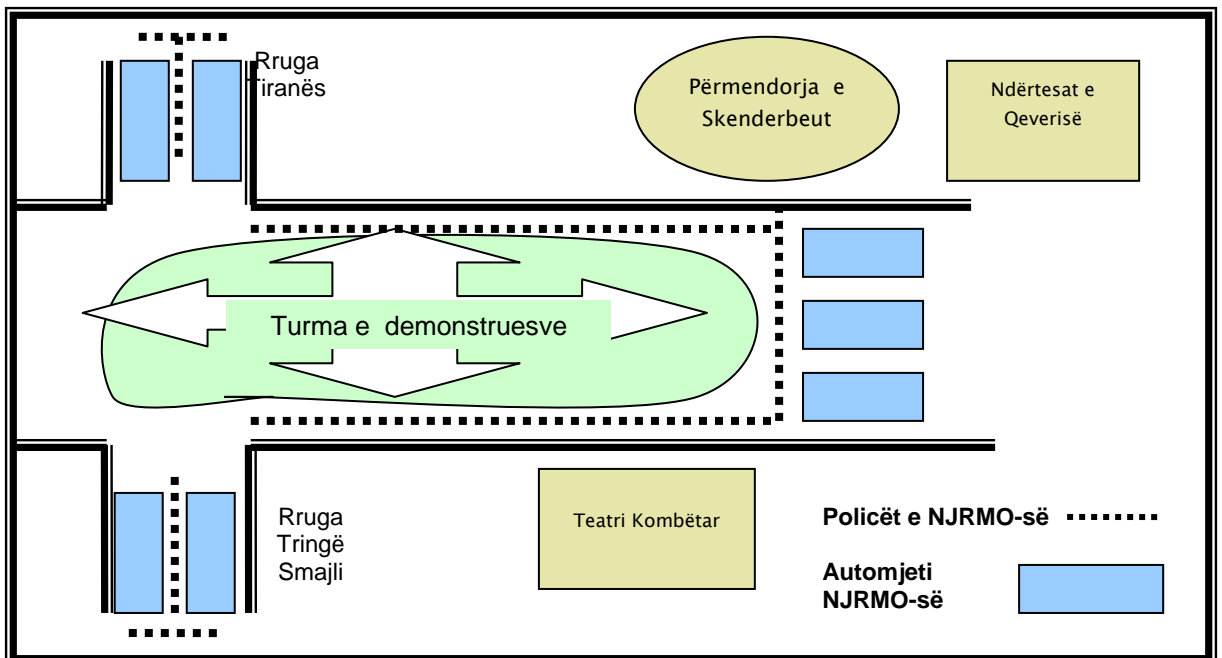 Rruga
Tiranës
Përmendorja e
Skenderbeut
Ndërtesat e
Qeverisë
Turma e demonstruesve
Rruga
Tringë
Smajli
Teatri Kombëtar
Policët e NJRMO-së
Automjeti
NJRMO-së